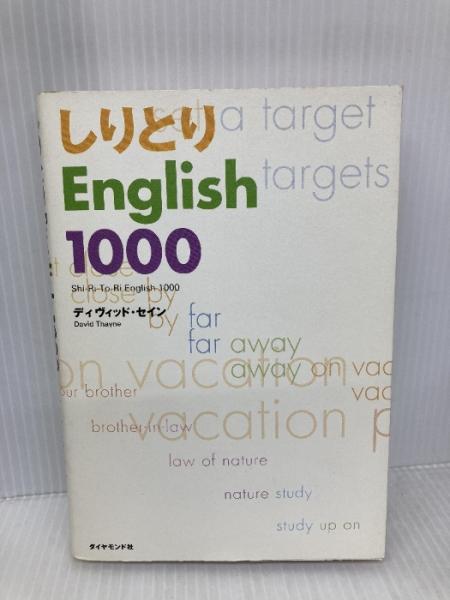 set a target
しりとり
targets
English
1000
Shi-Ri-To-Ri English 1000
close by
ディヴィッド・セイン
David Thayne
by far
far away
away on vac
on vacation
our brother
vac
brother-in-law
vacation p
law of nature
nature study
study up on
ダイヤモンド社